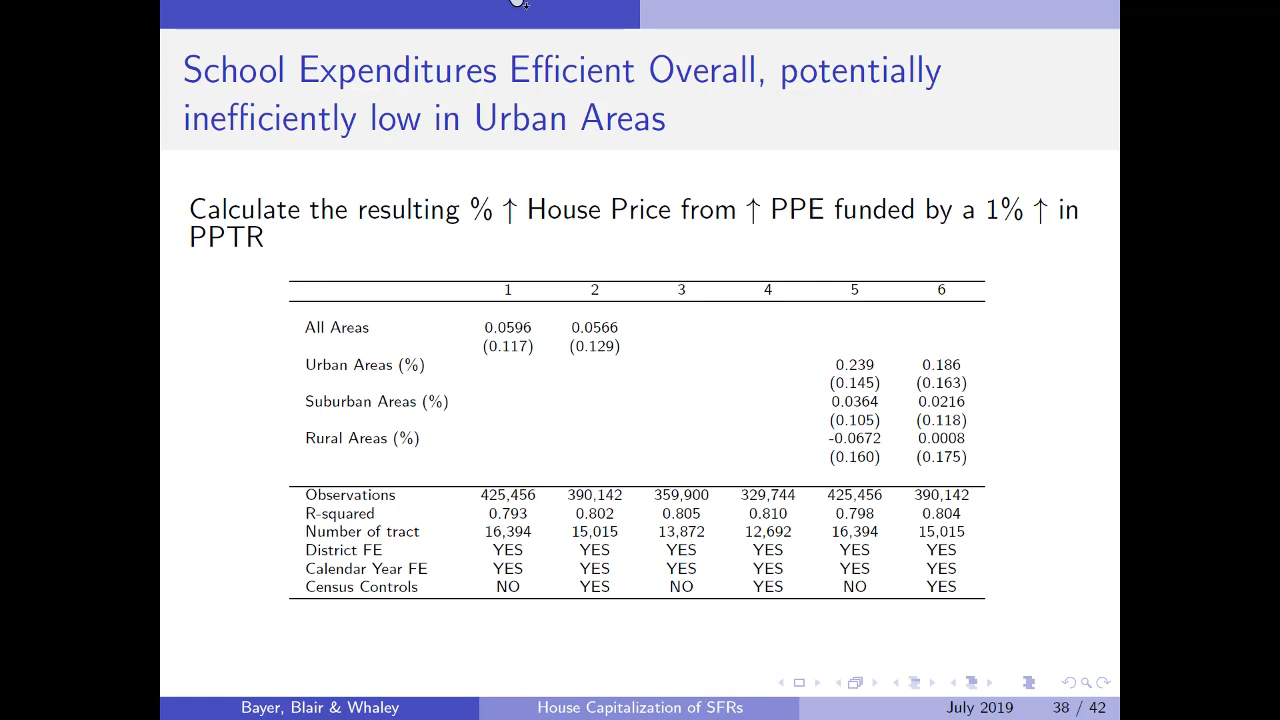 School Expenditures Efficient Overall, potentially
inefficiently low in Urban Areas
Calculate the resulting % ↑ House Price from ↑ PPE funded by a 1% ↑ in
PPTR
1 2 3 4 5 6
All Areas 0.0596 0.0566
(0.117) (0.129)
Urban Areas (%) 0.239 0.186
(0.145) (0.163)
Suburban Areas (%) 0.0364 0.0216
(0.105) (0.118)
Rural Areas (%) -0.0672 0.0008
(0.160) (0.175)
Observations 425,456 390,142 359,900 329,744 425,456 390,142
R-squared 0.793 0.802 0.805 0.810 0.798 0.804
Number of tract 16,394 15,015 13,872 12,692 16,394 15,015
District FE YES YES YES YES YES YES
Calendar Year FE YES YES YES YES YES YES
Census Controls NO YES NO YES NO YES
Bayer, Blair & Whaley House Capitalization of SFRs July 2019 38 / 42